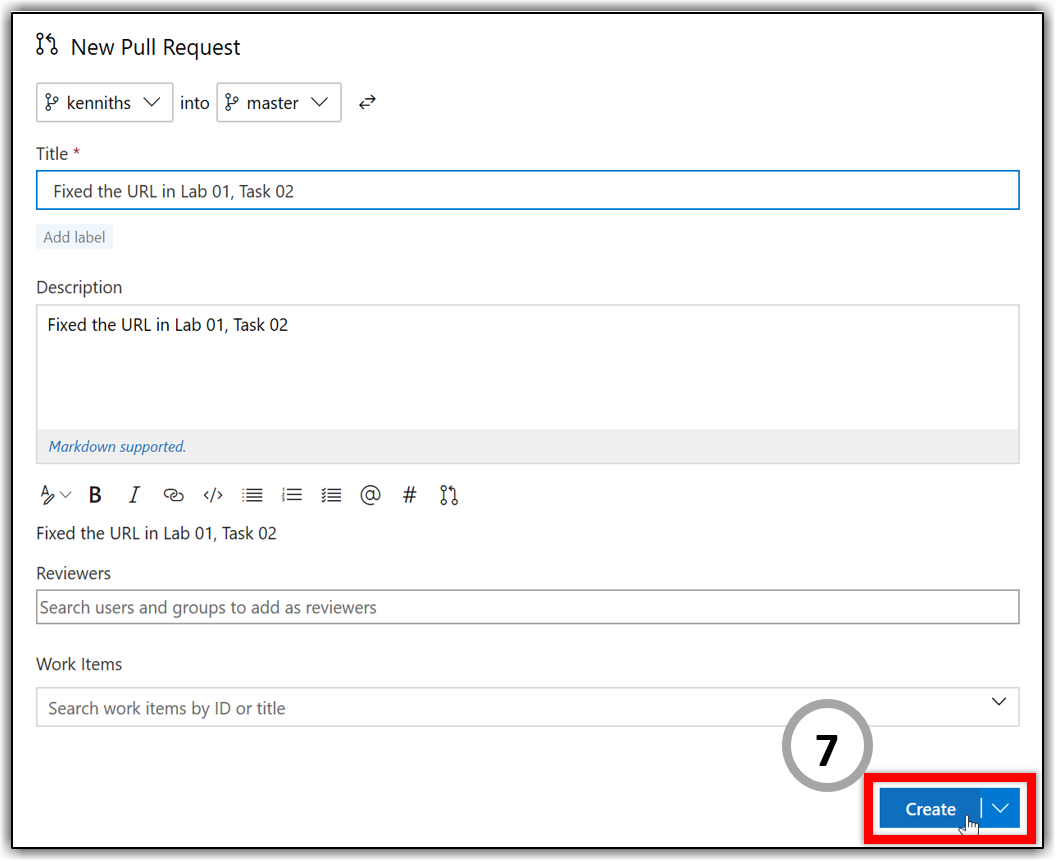 New Pull Request
kenniths into master
Title *
Fixed the URL in Lab 01, Task 02
Add label
Description
Fixed the URL in Lab 01, Task 02
Markdown supported.
B I </> @ #
Fixed the URL in Lab 01, Task 02
Reviewers
Search users and groups to add as reviewers
Work Items
Search work items by ID or title
7
Create